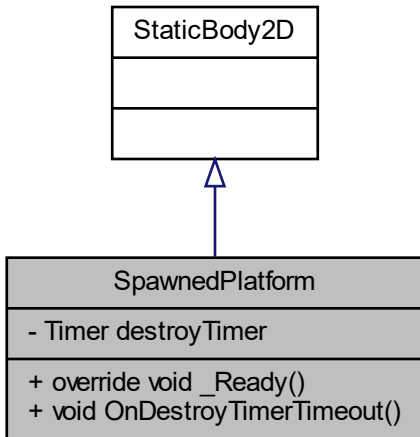 StaticBody2D
SpawnedPlatform
- Timer destroyTimer
+ override void _Ready()
+ void OnDestroyTimerTimeout()